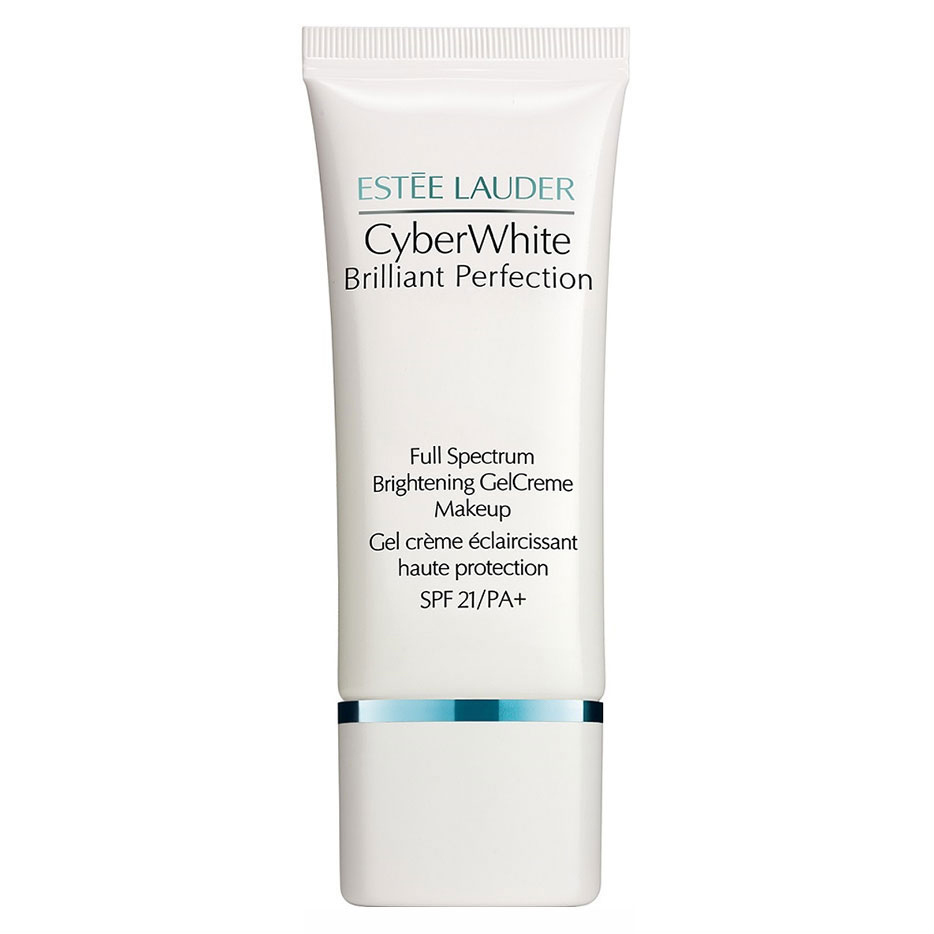 ESTĒE LAUDER
CyberWhite
Brilliant Perfection
Full Spectrum
Brightening GelCreme
Makeup
Gel crème éclaircissant
haute protection
SPF 21/PA+